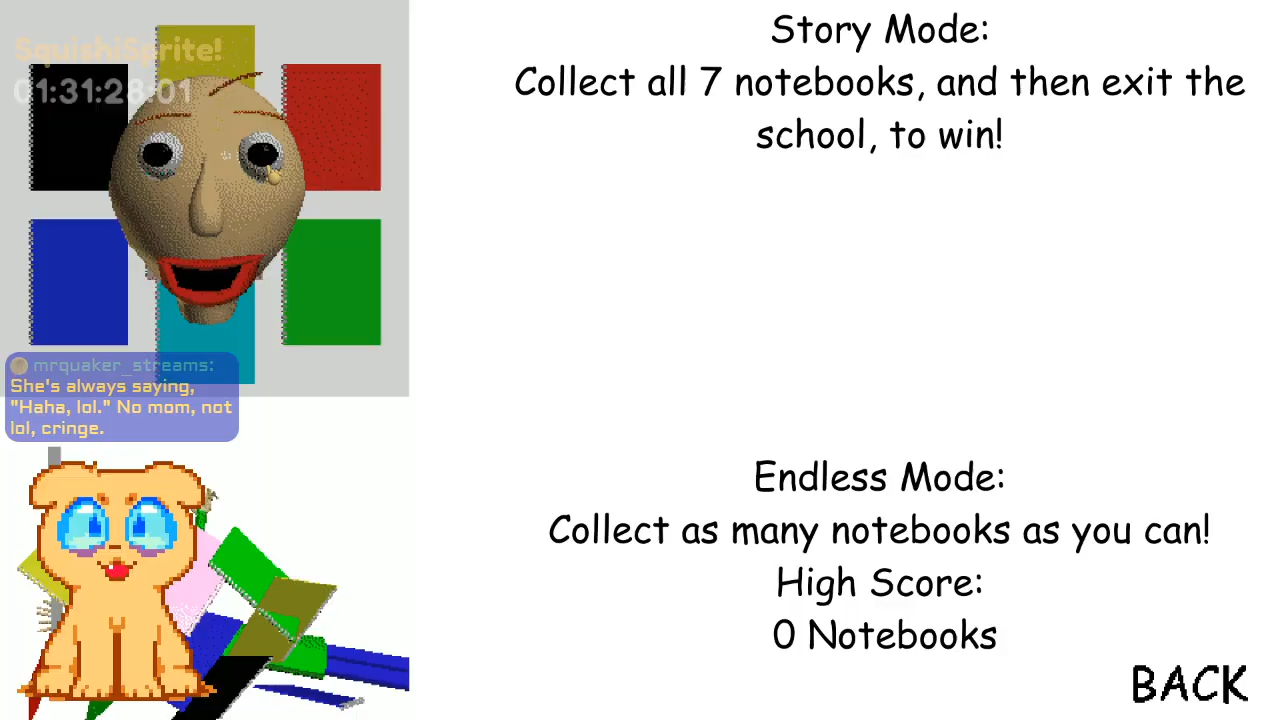 SquishiSprite!
01:31:28:01
Story Mode:
Collect all 7 notebooks, and then exit the
school, to win!
mrquaker_streams:
She's always saying,
"Haha, lol." No mom, not
lol, cringe.
Endless Mode:
Collect as many notebooks as you can!
High Score:
0 Notebooks
BACK